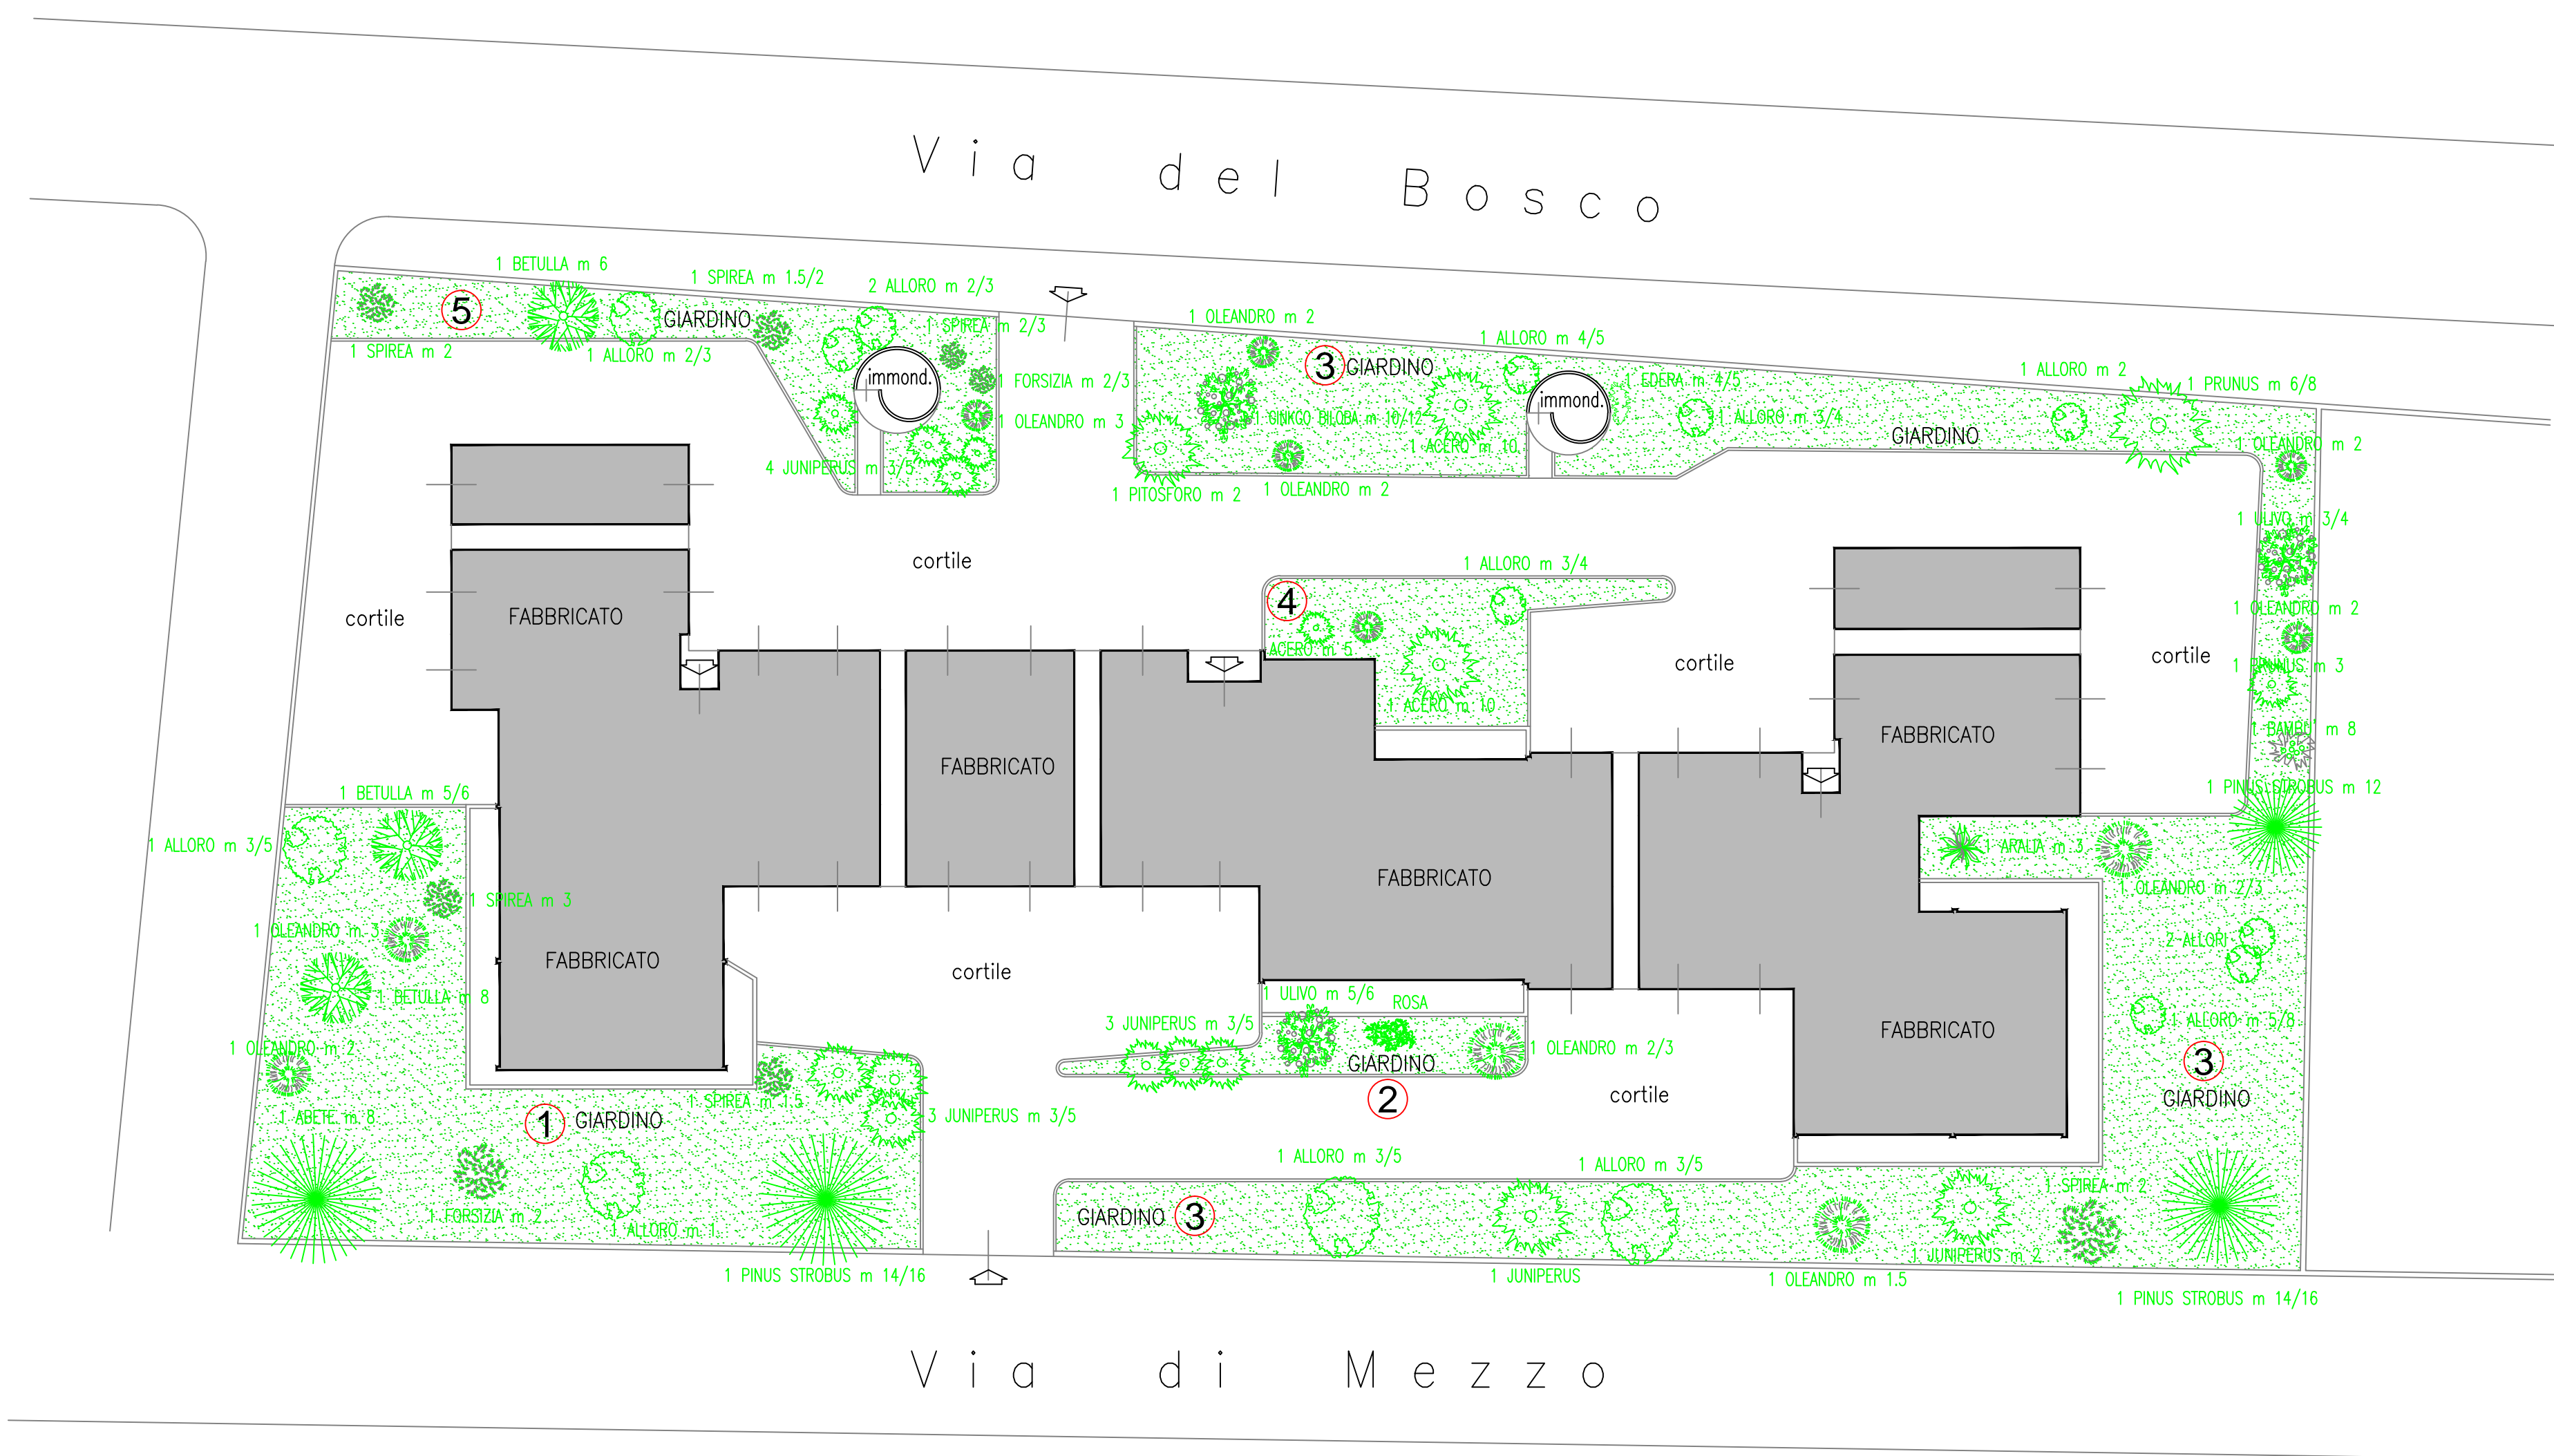 Via del Bosco
1 BETULLA m 6
1 SPIREA m 1.5/2
2 ALLORO m 2/3
5
GIARDINO
1 SPIREA m 2
1 ALLORO m 2/3
1 SPIREA m 2/3
immond.
1 FORSIZIA m 2/3
1 OLEANDRO m 3
4 JUNIPERUS m 3/5
1 OLEANDRO m 2
3
GIARDINO
1 ALLORO m 4/5
1 GINKGO BILOBA m 10/12
1 ACERO m 10
immond.
1 EDERA m 4/5
1 ALLORO m 3/4
1 PITOSFORO m 2
1 OLEANDRO m 2
1 ALLORO m 2
1 PRUNUS m 6/8
GIARDINO
1 OLEANDRO m 2
1 ULIVO m 3/4
1 OLEANDRO m 2
1 PRUNUS m 3
1 BAMBU' m 8
1 PINUS STROBUS m 12
cortile
FABBRICATO
cortile
4
1 ALLORO m 3/4
ACERO m 5
1 ACERO m 10
cortile
cortile
FABBRICATO
FABBRICATO
1 BETULLA m 5/6
1 ALLORO m 3/5
1 SPIREA m 3
1 OLEANDRO m 3
1 BETULLA m 8
1 OLEANDRO m 2
1 ABETE m 8
FABBRICATO
cortile
FABBRICATO
1 ARALIA m 3
1 OLEANDRO m 2/3
2 ALLORI
1 ALLORO m 5/8
3
GIARDINO
FABBRICATO
1 ULIVO m 5/6
ROSA
3 JUNIPERUS m 3/5
GIARDINO
1 OLEANDRO m 2/3
2
cortile
1 SPIREA m 1.5
1
GIARDINO
3 JUNIPERUS m 3/5
1 FORSIZIA m 2
1 ALLORO m 1
1 PINUS STROBUS m 14/16
1 ALLORO m 3/5
1 ALLORO m 3/5
GIARDINO
3
1 SPIREA m 2
1 JUNIPERUS m 2
1 JUNIPERUS
1 OLEANDRO m 1.5
1 PINUS STROBUS m 14/16
Via di Mezzo